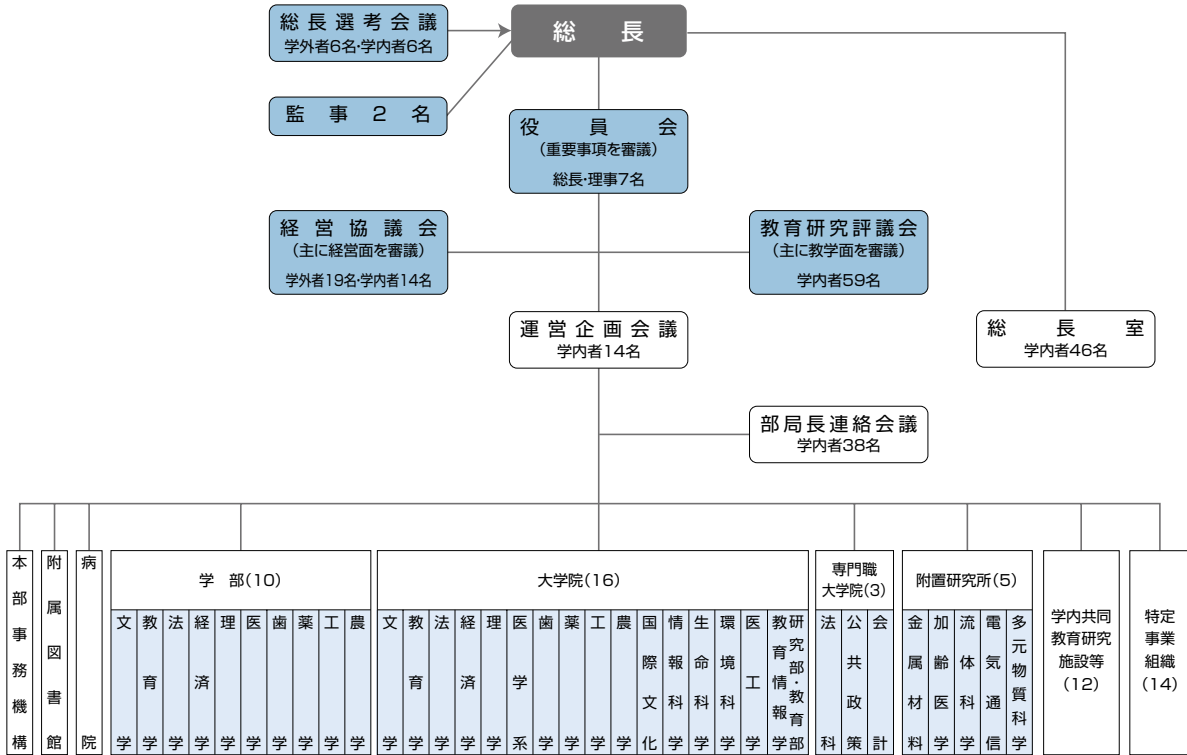 総長選考会議
学外者6名・学内者6名
総長
監事2名
役員会
(重要事項を審議)
総長・理事7名
経営協議会
(主に経営面を審議)
学外者19名・学内者14名
教育研究評議会
(主に教学面を審議)
学内者59名
運営企画会議
学内者14名
総長室
学内者46名
部局長連絡会議
学内者38名
本部事務機構
附属図書館
病院
学部(10)
文学
教育学
法学
経済学
理学
医学
歯学
薬学
工学
農学
大学院(16)
文学
教育学
法学
経済学
理学
医学系
歯学
薬学
工学
農学
国際文化
情報科学
生命科学
環境科学
医工学
教育情報学
研究部・教育部
専門職
大学院(3)
法科
公共政策
会計
附置研究所(5)
金属材料
加齢医学
流体科学
電気通信
多元物質科学
学内共同
教育研究
施設等
(12)
特定
事業
組織
(14)